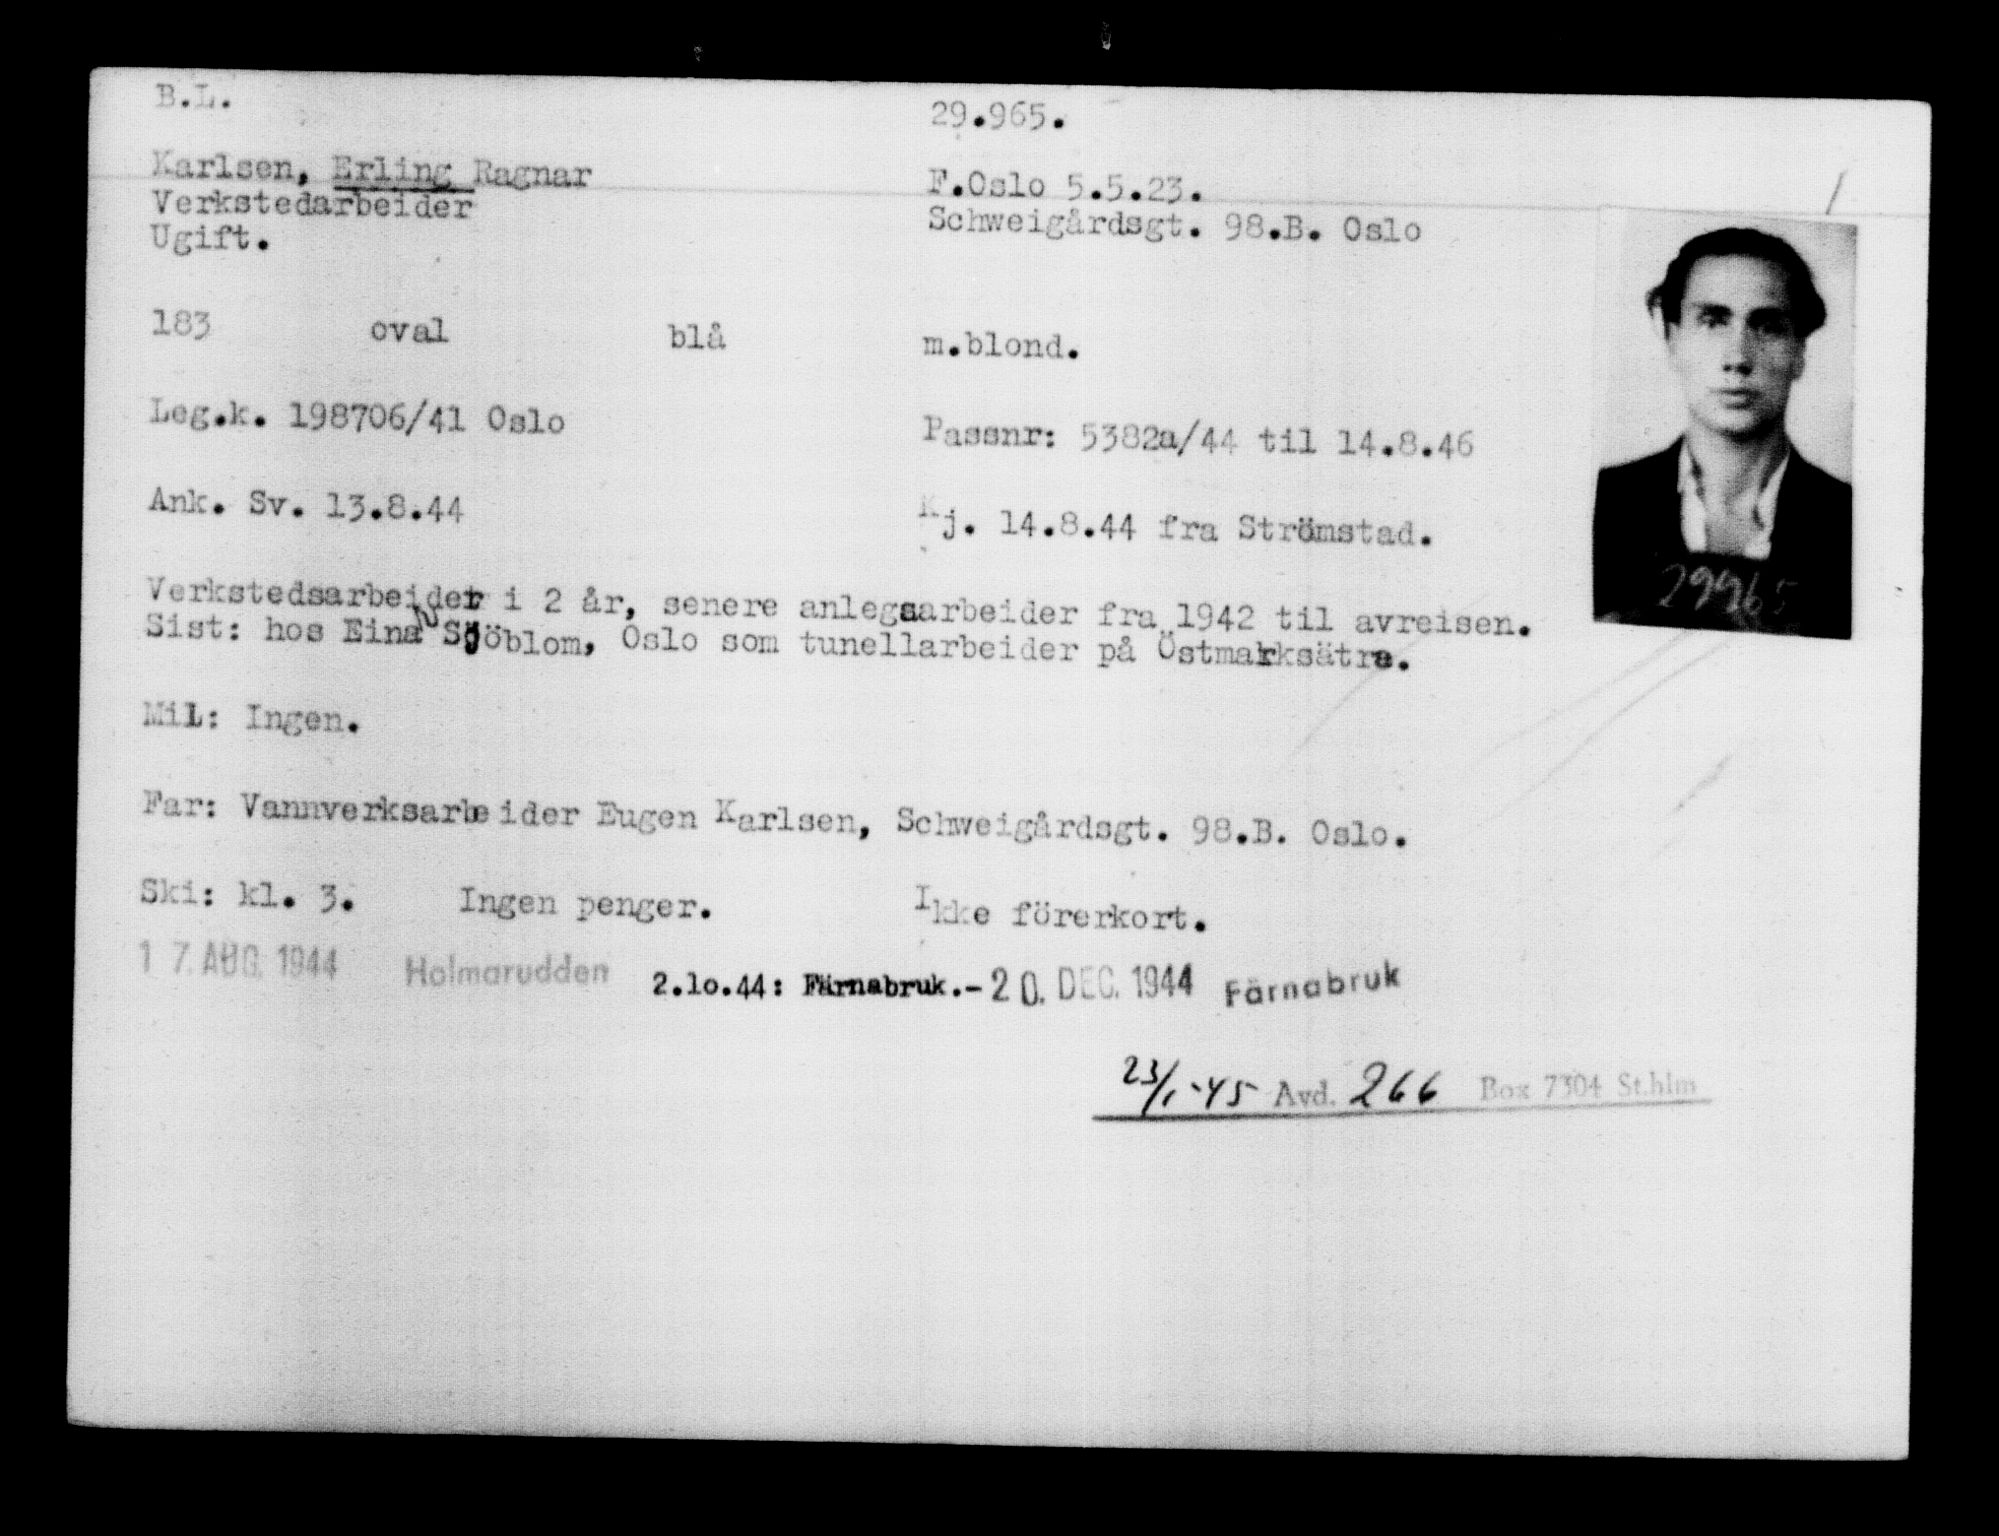 B.L. 29.965.
Karlsen, Erling Ragnar F.Oslo 5.5.23.
Verkstedarbeider Schweigårdsgt. 98.B. Oslo
Ugift.
183 oval blå m.blond.
Leg.k. 198706/41 Oslo Passnr: 5382a/44 til 14.8.46
Ank. Sv. 13.8.44 Kj. 14.8.44 fra Strömstad.
Verkstedsarbeider i 2 år, senere anlegsarbeider fra 1942 til avreisen.
Sist: hos Einar Sjöblom, Oslo som tunellarbeider på Östmarksätra.
Mil: Ingen.
Far: Vannverksarbeider Eugen Karlsen, Schweigårdsgt. 98.B. Oslo.
Ski: kl. 3. Ingen penger. Ikke förerkort.
17. AUG. 1944 Holmarudden 2.10.44: Färnabruk.- 20. DEC. 1944 Färnabruk
23/1-45 Avd. 266 Box 7304 St.hlm
29965